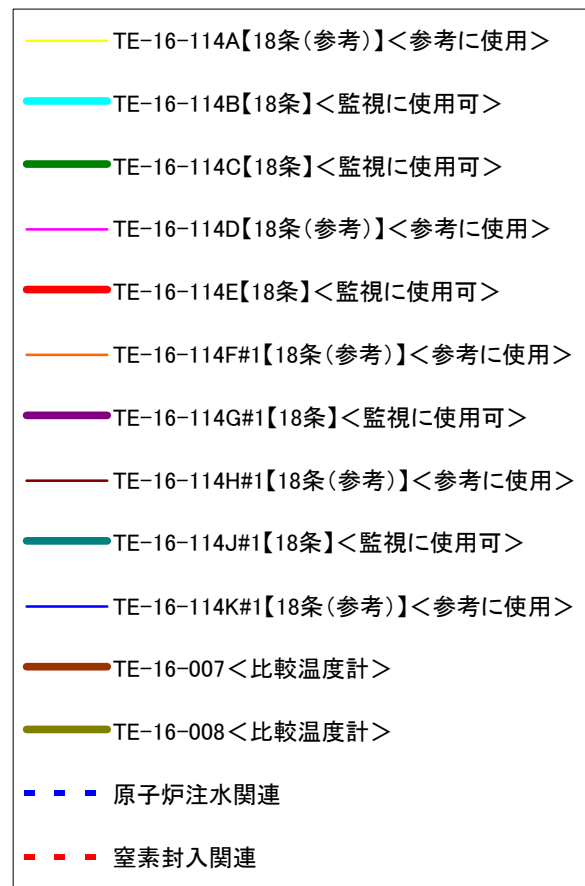 TE-16-114A【18条(参考)】<参考に使用>
TE-16-114B【18条】<監視に使用可>
TE-16-114C【18条】<監視に使用可>
TE-16-114D【18条(参考)】<参考に使用>
TE-16-114E【18条】<監視に使用可>
TE-16-114F#1【18条(参考)】<参考に使用>
TE-16-114G#1【18条】<監視に使用可>
TE-16-114H#1【18条(参考)】<参考に使用>
TE-16-114J#1【18条】<監視に使用可>
TE-16-114K#1【18条(参考)】<参考に使用>
TE-16-007<比較温度計>
TE-16-008<比較温度計>
原子炉注水関連
窒素封入関連